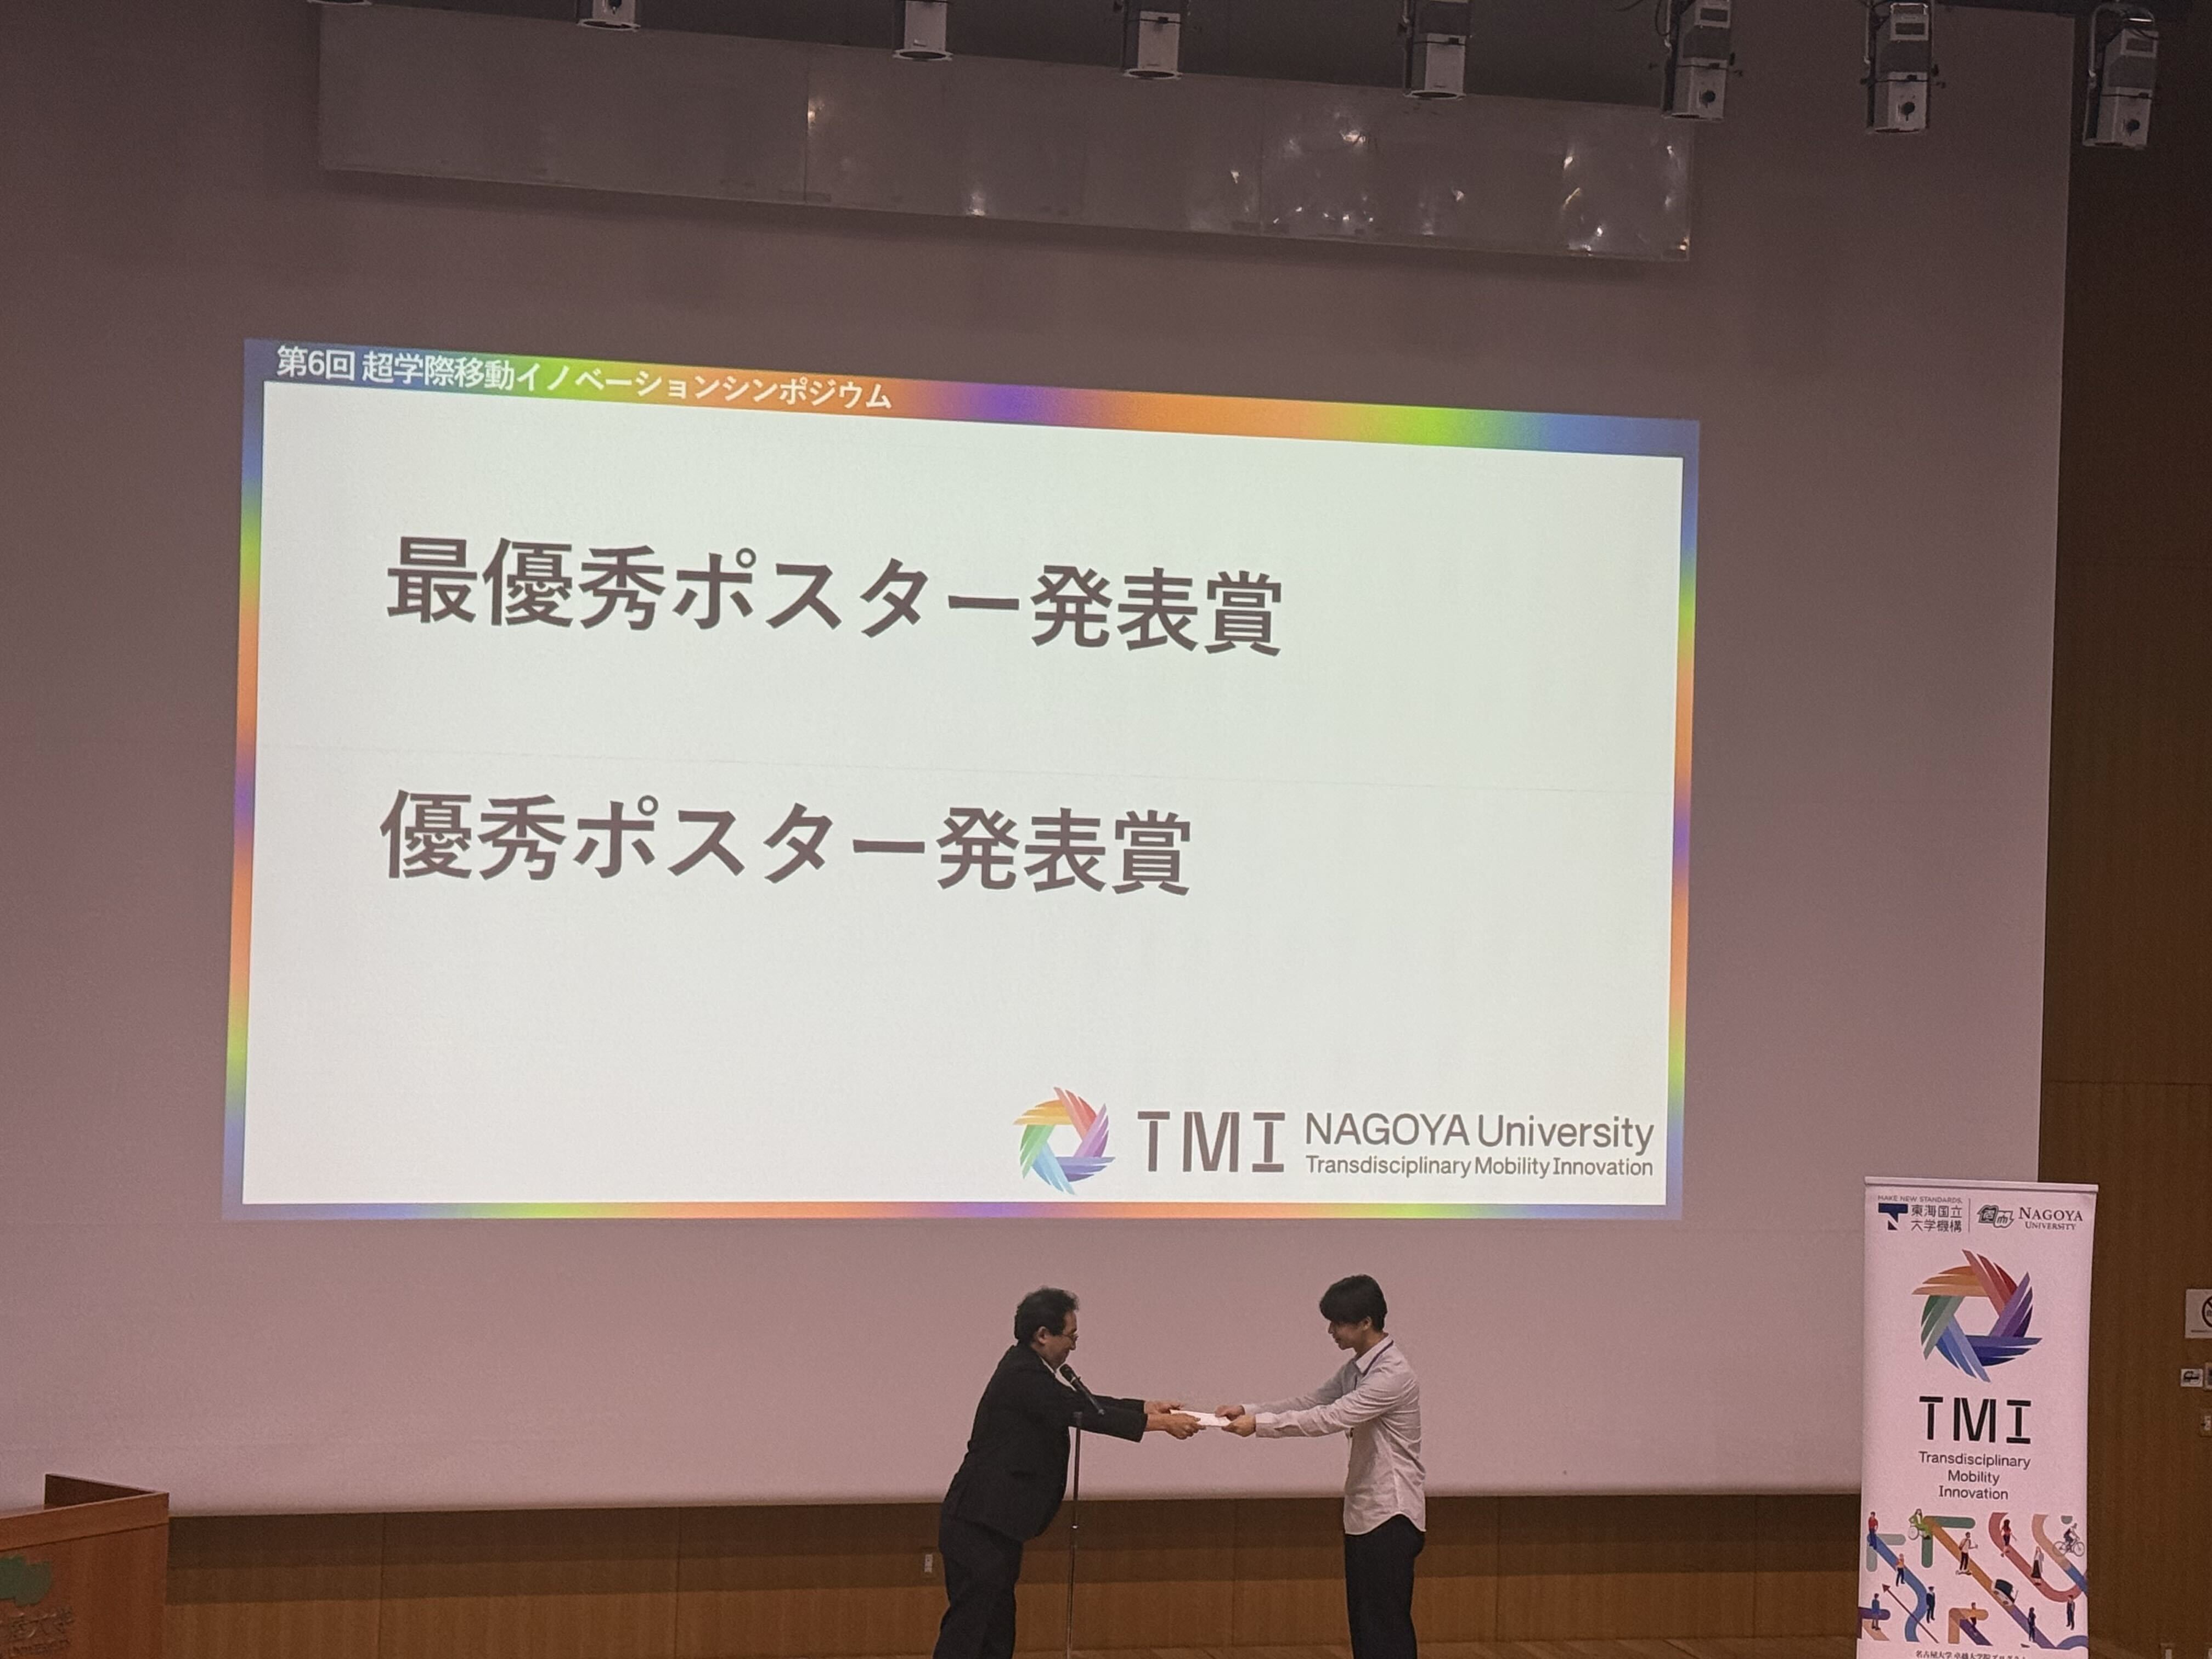 第6回 超学際移動イノベーションシンポジウム
最優秀ポスター発表賞
優秀ポスター発表賞
TMI
NAGOYA University
Transdisciplinary Mobility Innovation
MAKE NEW STANDARDS.
東海国立
大学機構
NAGOYA
UNIVERSITY
TMI
Transdisciplinary
Mobility
Innovation